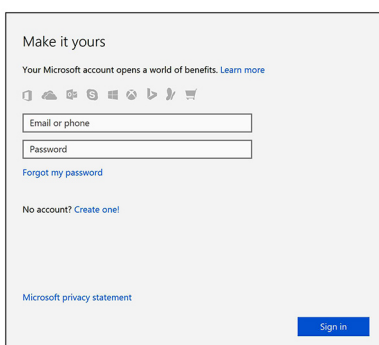 Make it yours
Your Microsoft account opens a world of benefits. Learn more
Email or phone
Password
Forgot my password
No account? Create one!
Microsoft privacy statement
Sign in